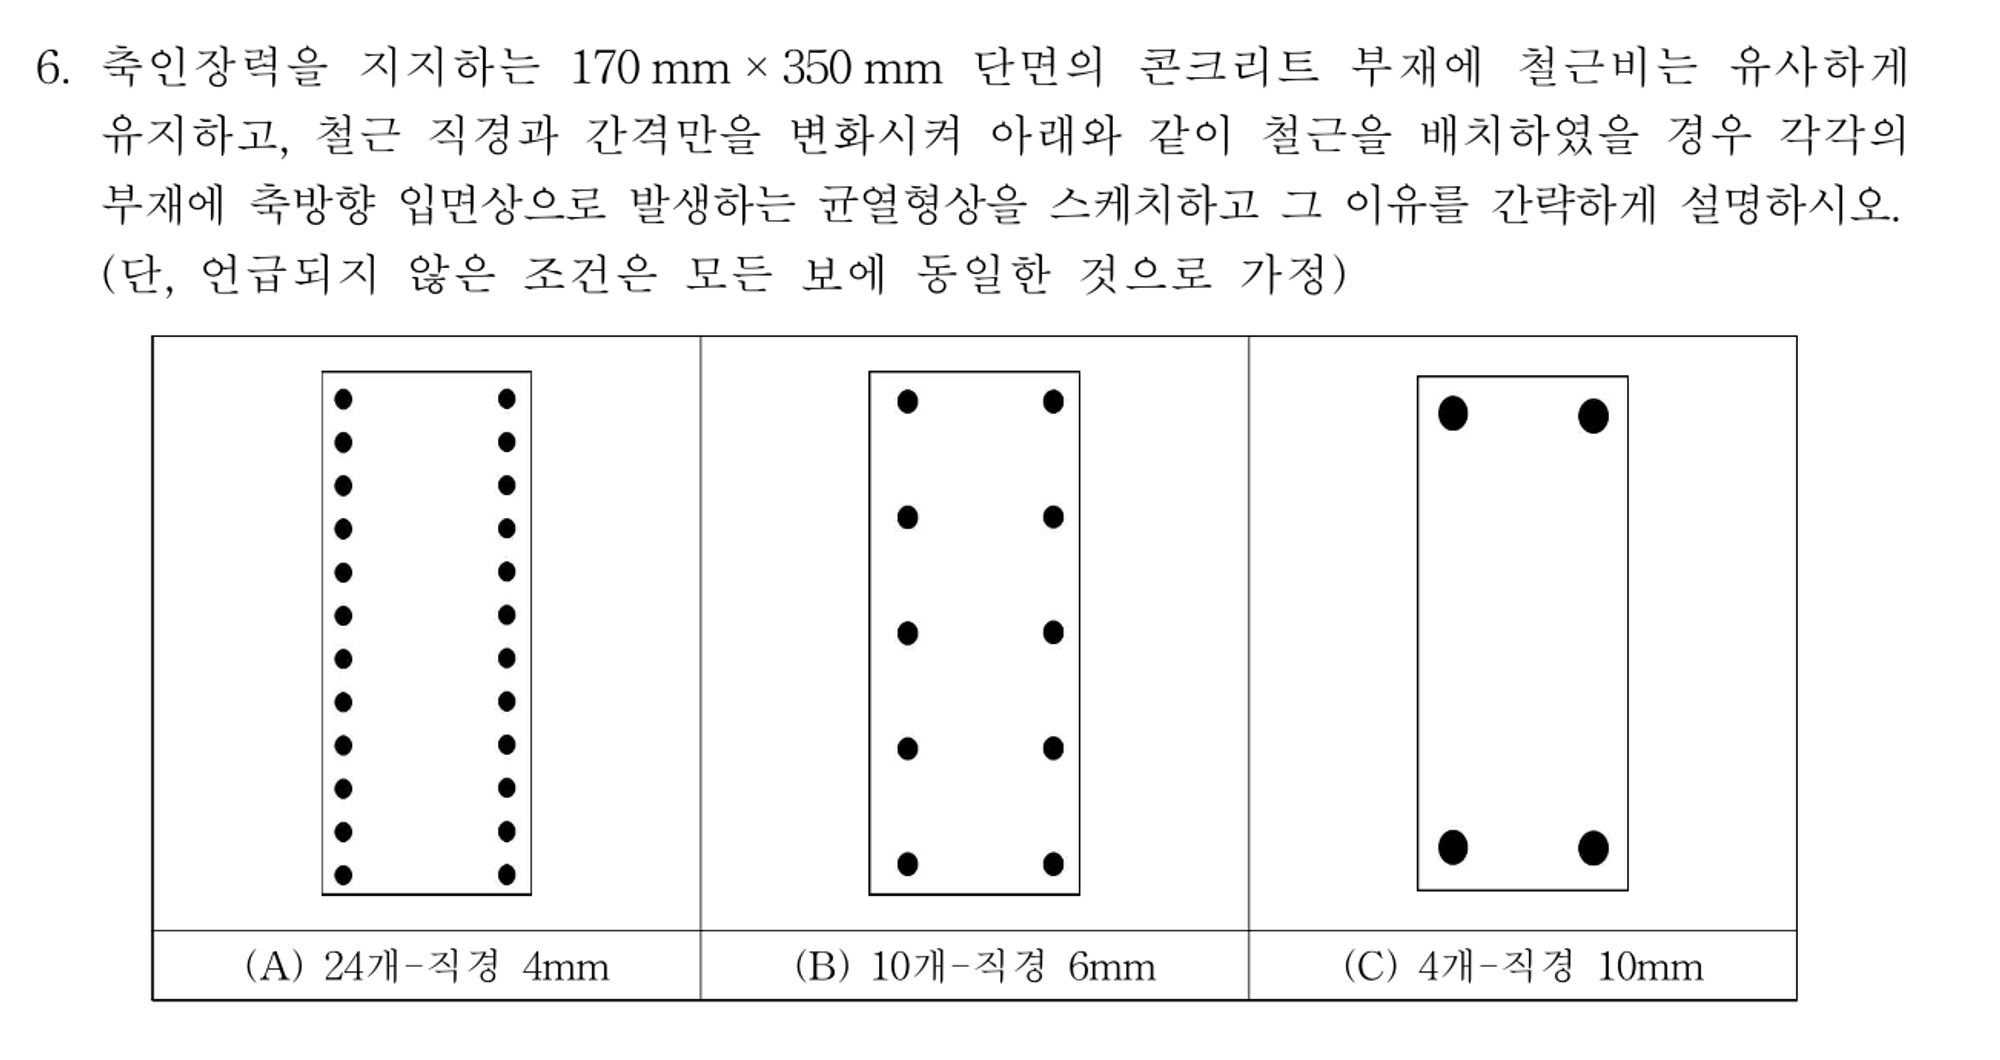 6. 축인장력을 지지하는 170 mm × 350 mm 단면의 콘크리트 부재에 철근비는 유사하게
유지하고, 철근 직경과 간격만을 변화시켜 아래와 같이 철근을 배치하였을 경우 각각의
부재에 축방향 입면상으로 발생하는 균열형상을 스케치하고 그 이유를 간략하게 설명하시오.
(단, 언급되지 않은 조건은 모든 보에 동일한 것으로 가정)
(A) 24개-직경 4mm
(B) 10개-직경 6mm
(C) 4개-직경 10mm